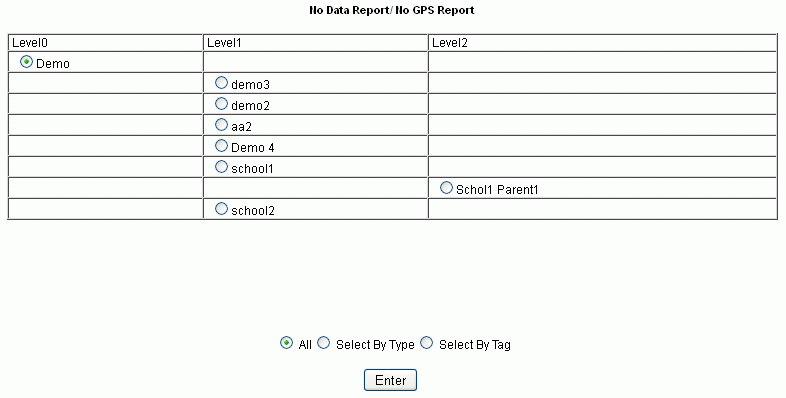 No Data Report/ No GPS Report
Level0 Level1 Level2
Demo
demo3
demo2
aa2
Demo 4
school1
Schol1 Parent1
school2
All Select By Type Select By Tag
Enter